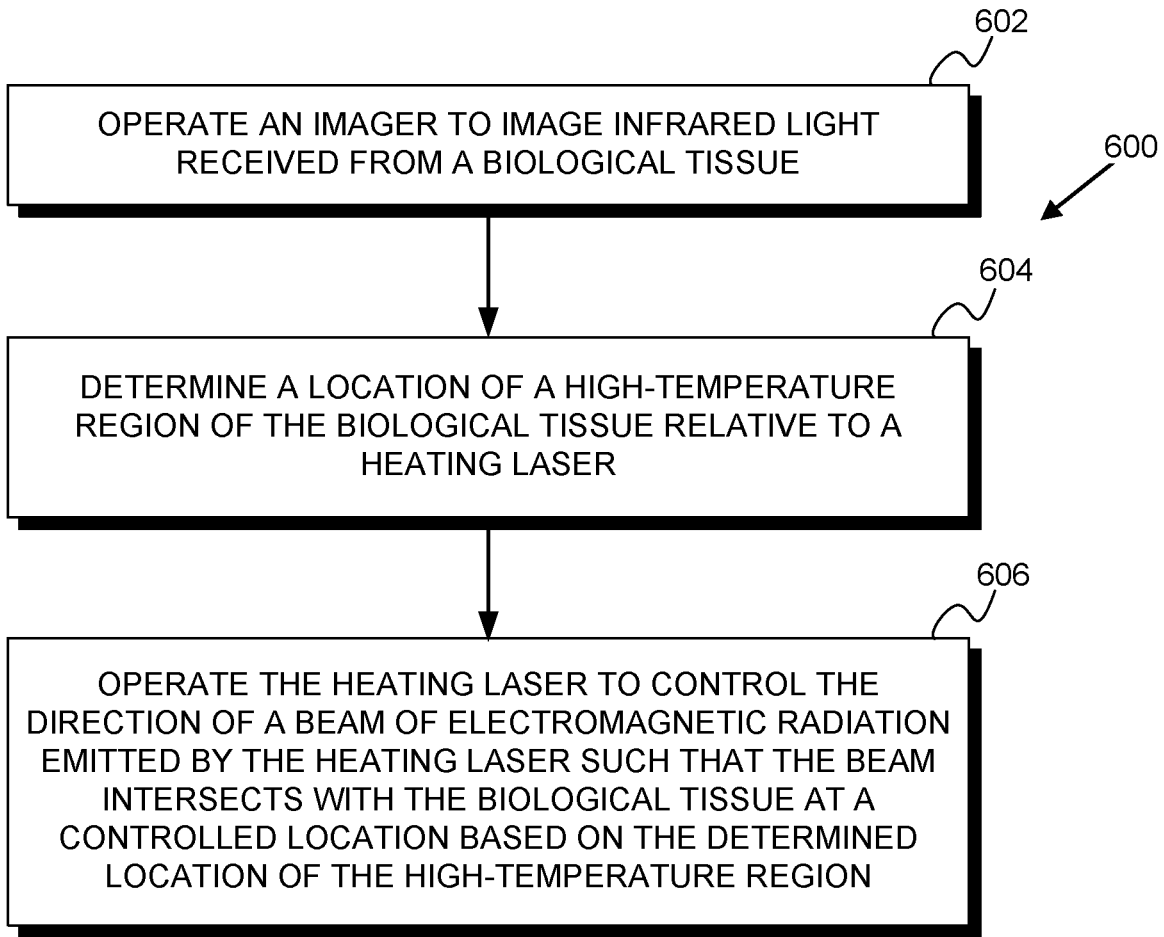 602
OPERATE AN IMAGER TO IMAGE INFRARED LIGHT
RECEIVED FROM A BIOLOGICAL TISSUE
600
604
DETERMINE A LOCATION OF A HIGH-TEMPERATURE
REGION OF THE BIOLOGICAL TISSUE RELATIVE TO A
HEATING LASER
606
OPERATE THE HEATING LASER TO CONTROL THE
DIRECTION OF A BEAM OF ELECTROMAGNETIC RADIATION
EMITTED BY THE HEATING LASER SUCH THAT THE BEAM
INTERSECTS WITH THE BIOLOGICAL TISSUE AT A
CONTROLLED LOCATION BASED ON THE DETERMINED
LOCATION OF THE HIGH-TEMPERATURE REGION